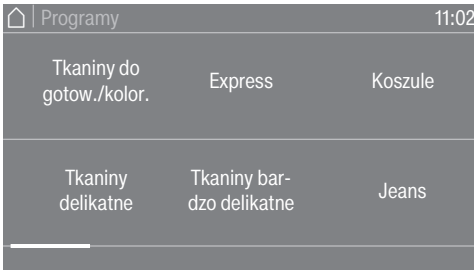 Programy 11:02
Tkaniny do
gotow./kolor.
Express
Koszule
Tkaniny
delikatne
Tkaniny bar-
dzo delikatne
Jeans